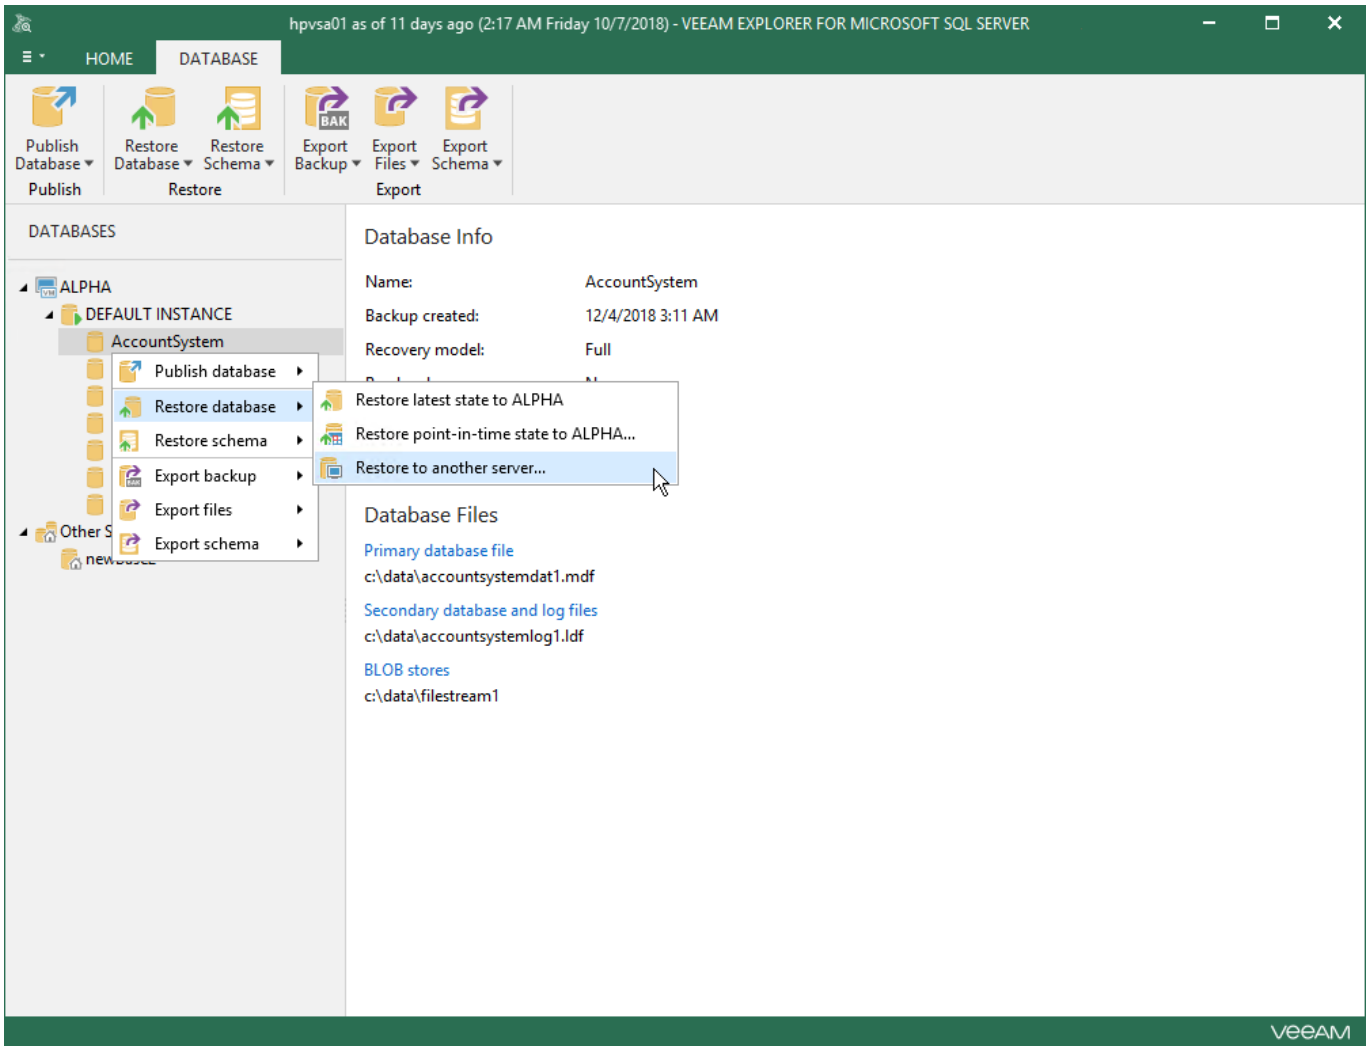 hpvsa01 as of 11 days ago (2:17 AM Friday 10/7/2018) - VEEAM EXPLORER FOR MICROSOFT SQL SERVER
HOME DATABASE
Publish Database
Restore Database
Restore Schema
Export Backup
BAK
Export Files
Export Schema
Publish Restore Export
DATABASES
ALPHA
VM
DEFAULT INSTANCE
AccountSystem
Other S
Publish database
Restore database
Restore schema
Export backup
BAK
Export files
Export schema
Restore latest state to ALPHA
Restore point-in-time state to ALPHA...
Restore to another server...
Database Info
Name: AccountSystem
Backup created: 12/4/2018 3:11 AM
Recovery model: Full
Database Files
Primary database file
c:\data\accountsystemdat1.mdf
Secondary database and log files
c:\data\accountsystemlog1.ldf
BLOB stores
c:\data\filestream1
VEEAM